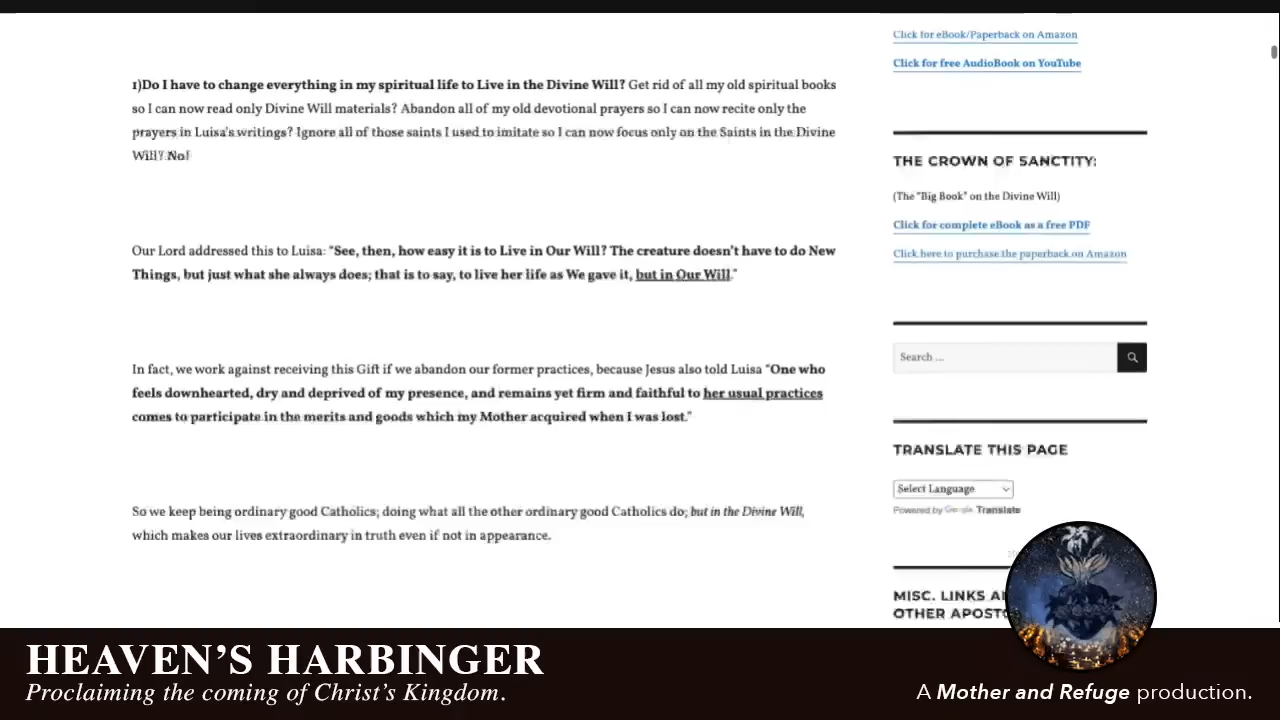 1)Do I have to change everything in my spiritual life to Live in the Divine Will? Get rid of all my old spiritual books
so I can now read only Divine Will materials? Abandon all of my old devotional prayers so I can now recite only the
prayers in Luisa's writings? Ignore all of those saints I used to imitate so I can now focus only on the Saints in the Divine
Will? No!
Our Lord addressed this to Luisa: "See, then, how easy it is to Live in Our Will? The creature doesn't have to do New
Things, but just what she always does; that is to say, to live her life as We gave it, but in Our Will."
In fact, we work against receiving this Gift if we abandon our former practices, because Jesus also told Luisa "One who
feels downhearted, dry and deprived of my presence, and remains yet firm and faithful to her usual practices
comes to participate in the merits and goods which my Mother acquired when I was lost."
So we keep being ordinary good Catholics; doing what all the other ordinary good Catholics do; but in the Divine Will,
which makes our lives extraordinary in truth even if not in appearance.
Click for eBook/Paperback on Amazon
Click for free AudioBook on YouTube
THE CROWN OF SANCTITY:
(The "Big Book" on the Divine Will)
Click for complete eBook as a free PDF
Click here to purchase the paperback on Amazon
Search ...
TRANSLATE THIS PAGE
Select Language
Powered by Google Translate
MISC. LINKS
OTHER
HEAVEN'S HARBINGER
Proclaiming the coming of Christ's Kingdom.
A Mother and Refuge production.